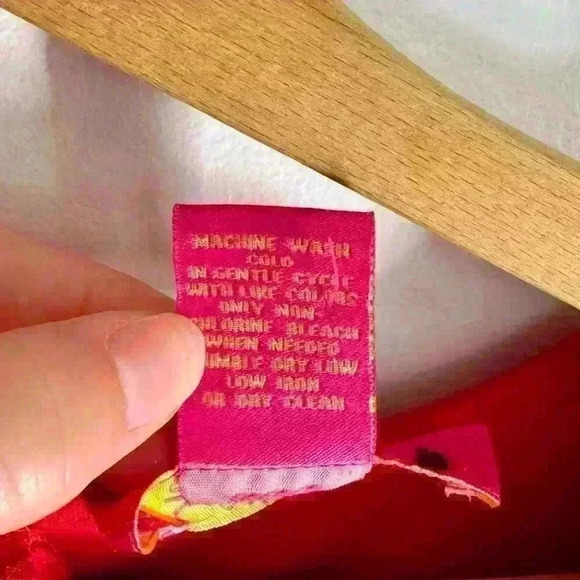 MACHINE WASH
COLD
IN GENTLE CYCLE
WITH LIKE COLORS
ONLY NON-
CHLORINE BLEACH
WHEN NEEDED
TUMBLE DRY LOW
LOW IRON
OR DRY CLEAN